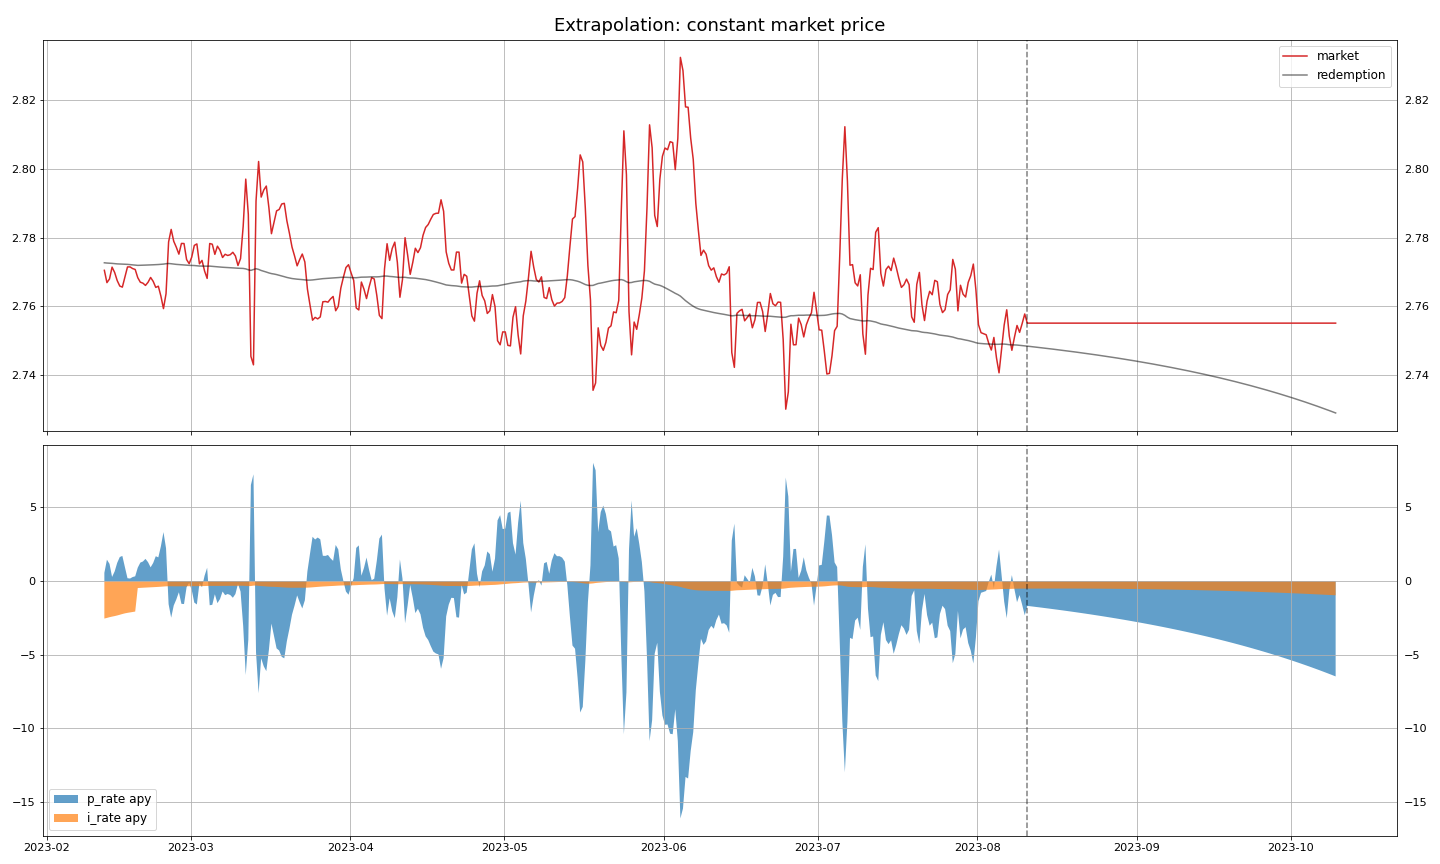 Extrapolation: constant market price
market
redemption
2.82 2.82
2.80 2.80
2.78 2.78
2.76 2.76
2.74 2.74
5 5
0 0
−5 −5
−10 −10
−15 −15
p_rate apy
i_rate apy
2023-02 2023-03 2023-04 2023-05 2023-06 2023-07 2023-08 2023-09 2023-10